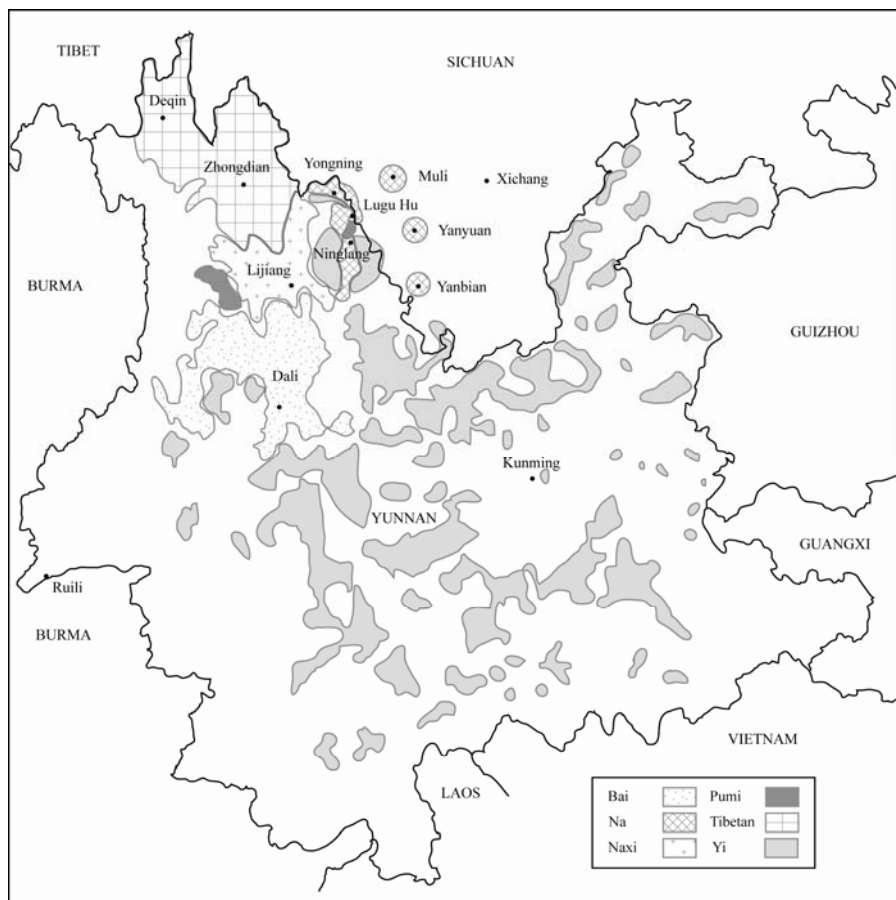 TIBET
SICHUAN
Deqin
Zhongdian
Yongning
Muli
Xichang
Lugu Hu
Yanyuan
Ninglang
Lijiang
Yanbian
BURMA
GUIZHOU
Dali
Kunming
YUNNAN
GUANGXI
Ruili
BURMA
VIETNAM
LAOS
Bai Pumi
Na Tibetan
Naxi Yi